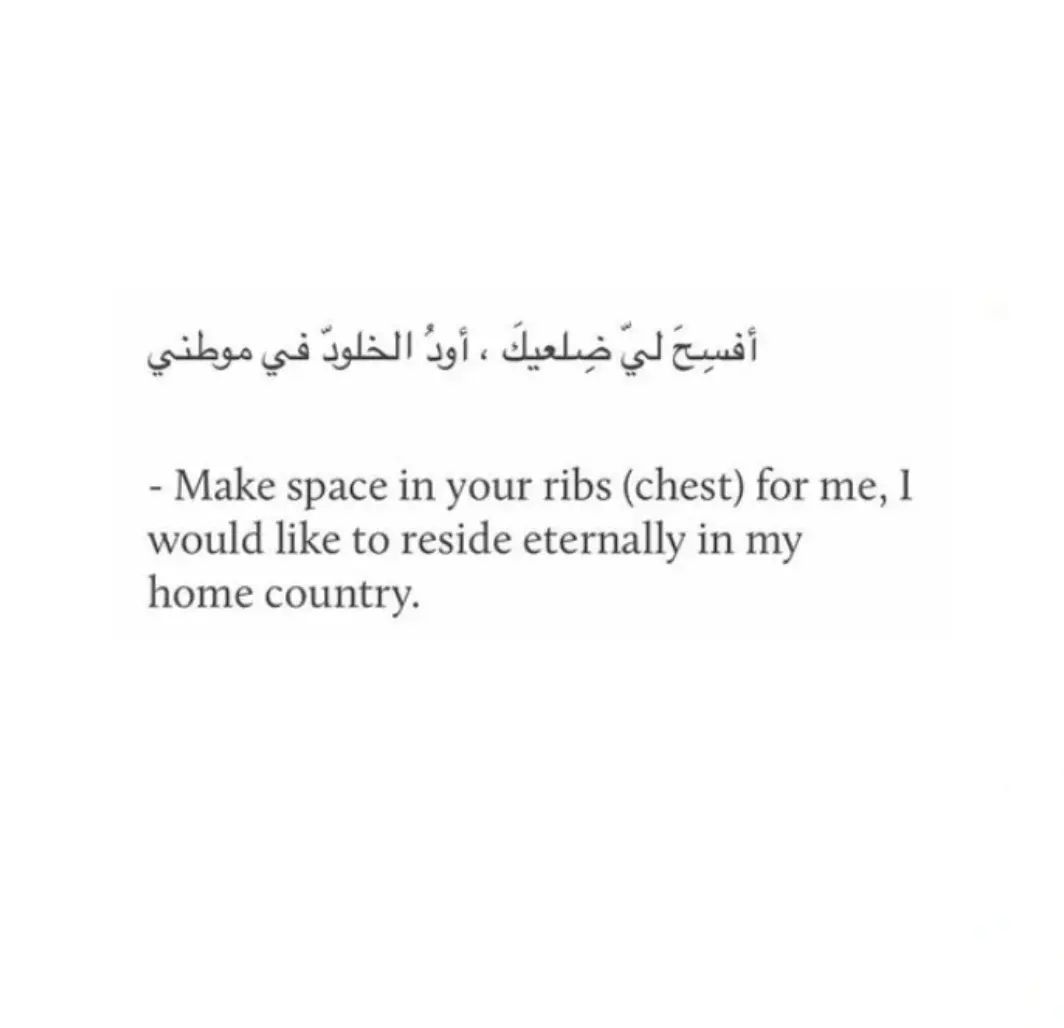 أفسِحَ ليّ ضِلعيكَ ، أودُّ الخلودّ في موطني
- Make space in your ribs (chest) for me, I
would like to reside eternally in my
home country.